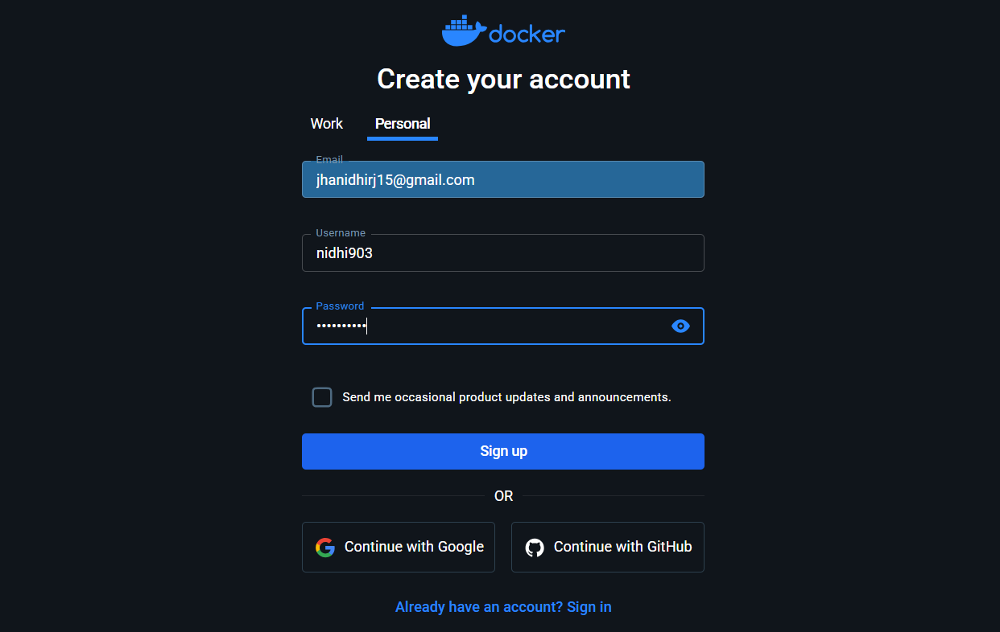 docker
Create your account
Work Personal
Email
jhanidhirj15@gmail.com
Username
nidhi903
Password
••••••••••
Send me occasional product updates and announcements.
Sign up
OR
Continue with Google Continue with GitHub
Already have an account? Sign in